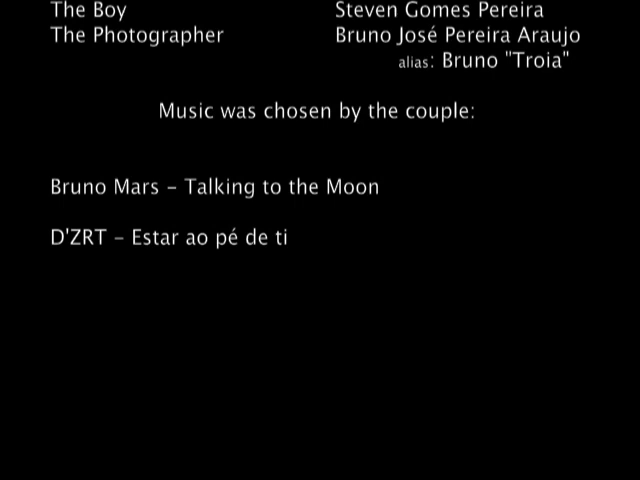 The Boy Steven Gomes Pereira
The Photographer Bruno José Pereira Araujo
alias: Bruno "Troia"
Music was chosen by the couple:
Bruno Mars – Talking to the Moon
D'ZRT – Estar ao pé de ti